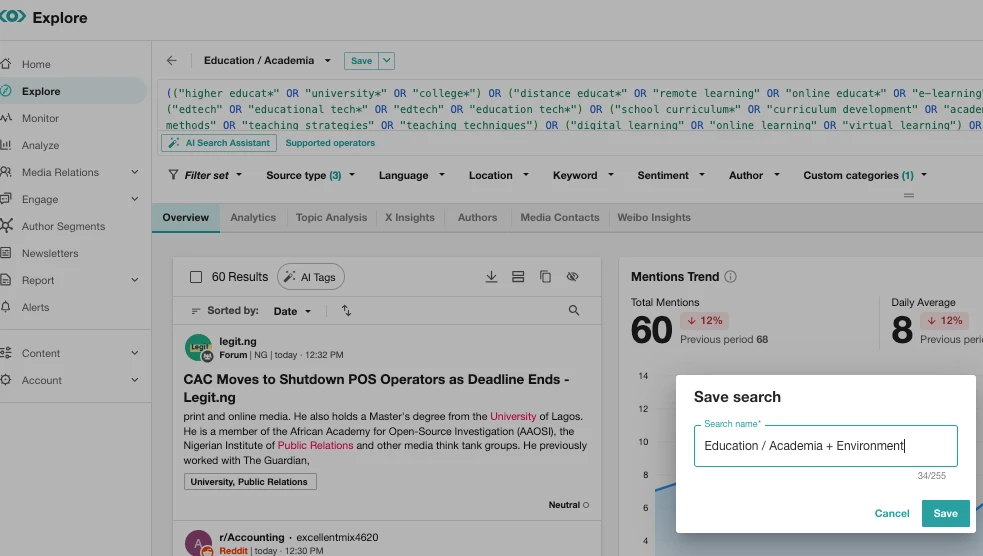 Explore
Home
Explore
Monitor
Analyze
Media Relations
Engage
Author Segments
Newsletters
Report
Alerts
Content
Account
Education / Academia
Save
(("higher educat*" OR "university*" OR "college*") OR ("distance educat*" OR "remote learning" OR "online educat*" OR "e-learning"
("edtech" OR "educational tech*" OR "edtech" OR "education tech*") OR ("school curriculum*" OR "curriculum development" OR "acade
methods" OR "teaching strategies" OR "teaching techniques") OR ("digital learning" OR "online learning" OR "virtual learning") OR
AI Search Assistant Supported operators
Filter set Source type (3) Language Location Keyword Sentiment Author Custom categories (1)
Overview Analytics Topic Analysis X Insights Authors Media Contacts Weibo Insights
60 Results AI Tags
Sorted by: Date
Legit
legit.ng
Forum | NG | today · 12:32 PM
CAC Moves to Shutdown POS Operators as Deadline Ends -
Legit.ng
print and online media. He also holds a Master's degree from the University of Lagos.
He is a member of the African Academy for Open-Source Investigation (AAOSI), the
Nigerian Institute of Public Relations and other media think tank groups. He previously
worked with The Guardian,
University, Public Relations
Neutral
A
r/Accounting · excellentmix4620
Reddit | today · 12:30 PM
Mentions Trend
Total Mentions
60
12%
Previous period 68
Daily Average
8
12%
Previous perio
14
12
10
8
6
4
Save search
Search name*
Education / Academia + Environment
34/255
Cancel Save